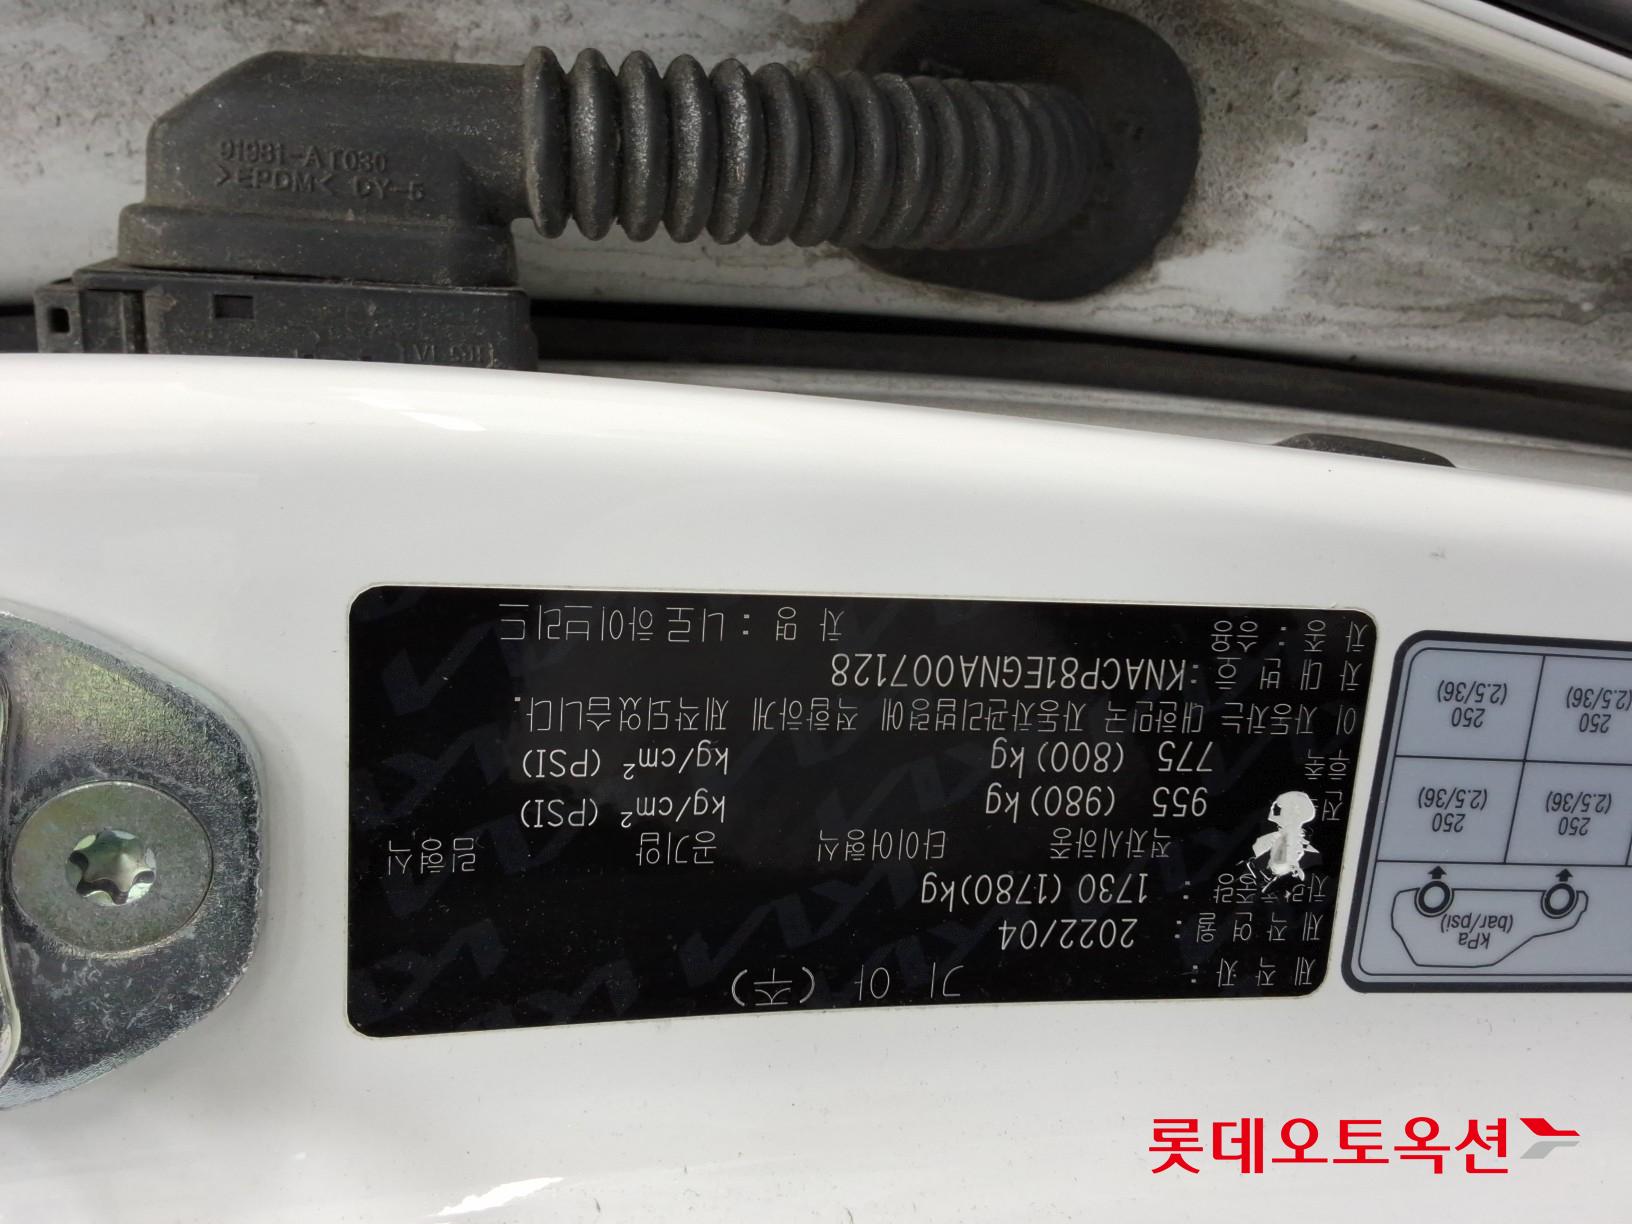 91981-AT030
>EPDM< CY-5
제 작 자 : 기 아 (주)
제 작 연 월 : 2022/04
차량총중량 : 1730 (1780)kg
적차시하중 타이어형식 공기압 림형식
전 955 (980)kg kg/cm² (PSI)
후 축 775 (800)kg kg/cm² (PSI)
이 자동차는 대한민국 자동차관리법령에 적합하게 제작되었습니다.
차 대 번 호 :KNACP81EGNA007128
차 종 : 승용 차 명 : 니로하이브리드
kPa
(bar/psi)
250
(2.5/36)
250
(2.5/36)
250
(2.5/36)
250
(2.5/36)
롯데오토옥션